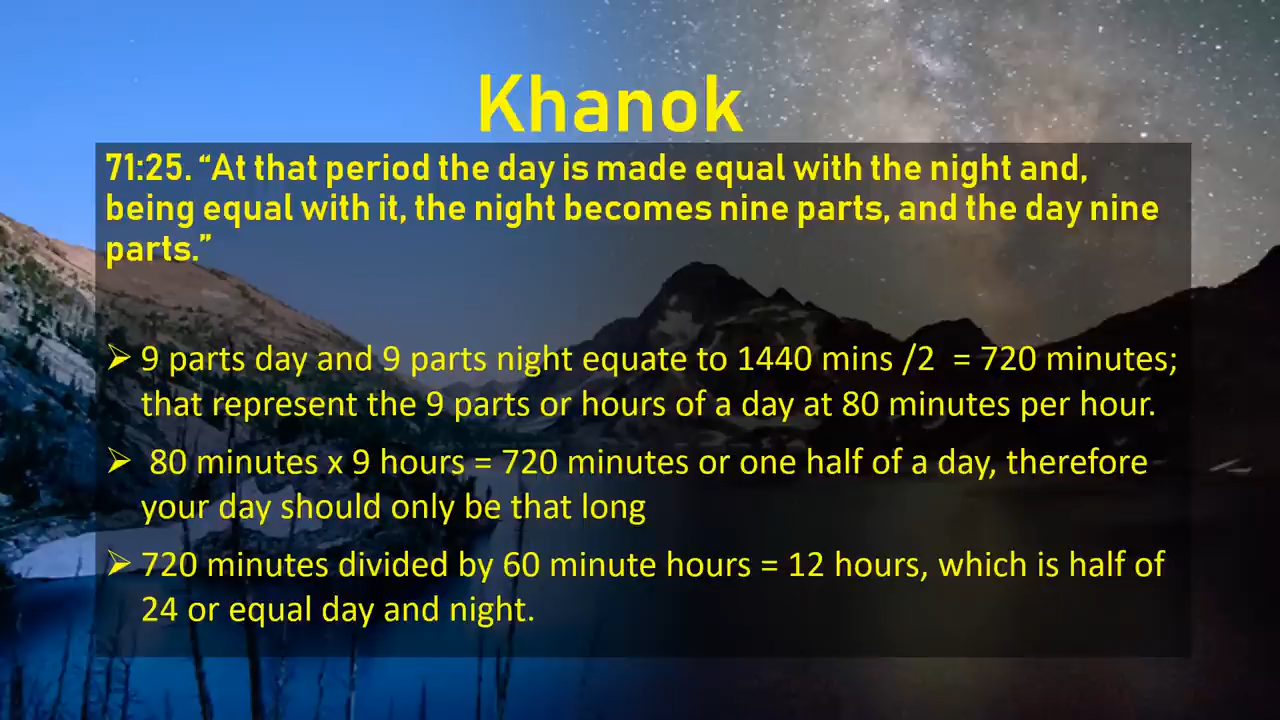 Khanok
71:25. “At that period the day is made equal with the night and,
being equal with it, the night becomes nine parts, and the day nine
parts.”
➢ 9 parts day and 9 parts night equate to 1440 mins /2  = 720 minutes;
that represent the 9 parts or hours of a day at 80 minutes per hour.
➢ 80 minutes x 9 hours = 720 minutes or one half of a day, therefore
your day should only be that long
➢ 720 minutes divided by 60 minute hours = 12 hours, which is half of
24 or equal day and night.